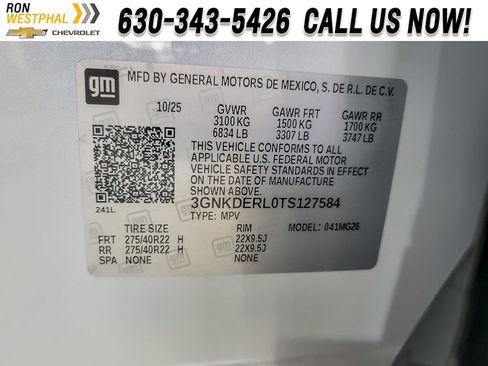 RON
WESTPHAL
CHEVROLET
630-343-5426 CALL US NOW!
gm
MFD BY GENERAL MOTORS DE MEXICO, S. DE R.L. DE C.V.
10/25 GVWR GAWR FRT GAWR RR
3100 KG 1500 KG 1700 KG
6834 LB 3307 LB 3747 LB
THIS VEHICLE CONFORMS TO ALL
APPLICABLE U.S. FEDERAL MOTOR
VEHICLE SAFETY STANDARDS IN EFFECT
ON THE DATE OF MANUFACTURE
SHOWN ABOVE.
3GNKDERL0TS127584
TYPE: MPV
241L
TIRE SIZE RIM 041MG26
FRT 275/40R22 H 22X9.5J
RR 275/40R22 H 22X9.5J
SPA NONE NONE